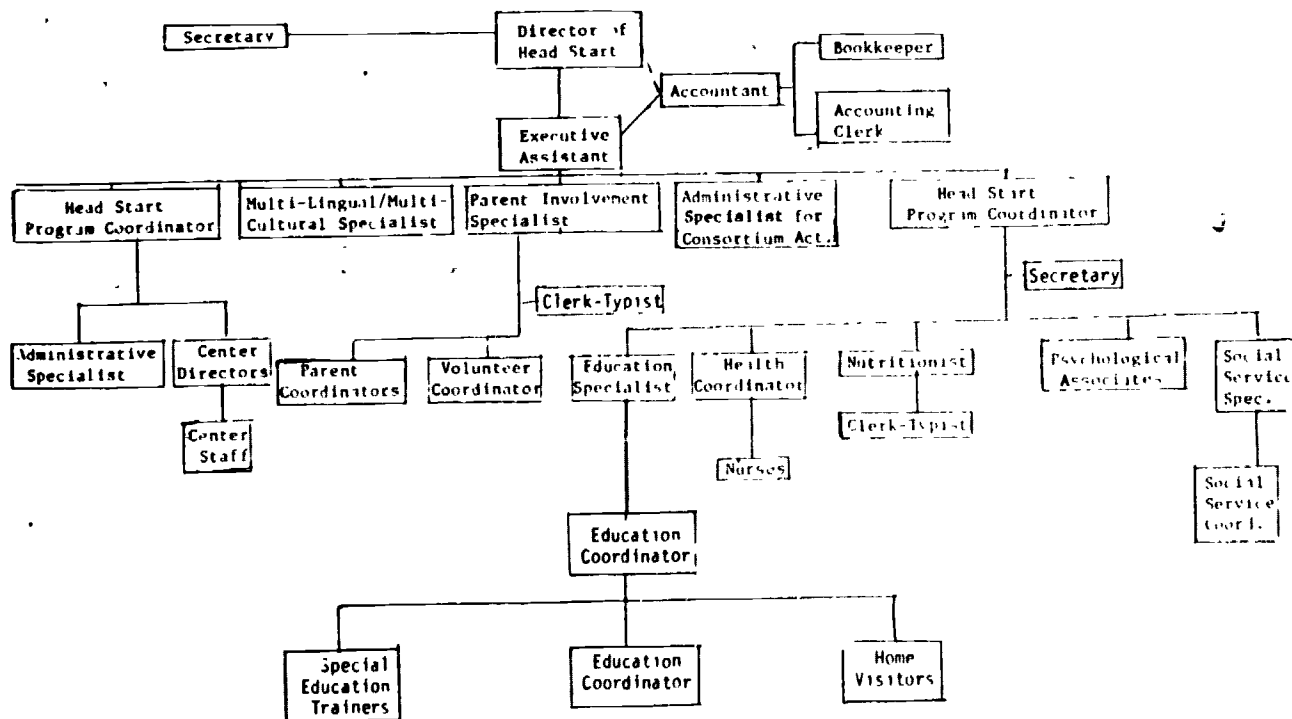 Secretary
Director of
Head Start
Bookkeeper
Accountant
Accounting
Clerk
Executive
Assistant
Head Start
Program Coordinator
Multi-Lingual/Multi-
Cultural Specialist
Parent Involvement
Specialist
Administrative
Specialist for
Consortium Act.
Head Start
Program Coordinator
Secretary
Clerk-Typist
Administrative
Specialist
Center
Directors
Parent
Coordinators
Volunteer
Coordinator
Education
Specialist
Health
Coordinator
Nutritionist
Psychological
Associates
Social
Service
Spec.
Center
Staff
Clerk-Typist
Nurses
Social
Service
Coord.
Education
Coordinator
Special
Education
Trainers
Education
Coordinator
Home
Visitors